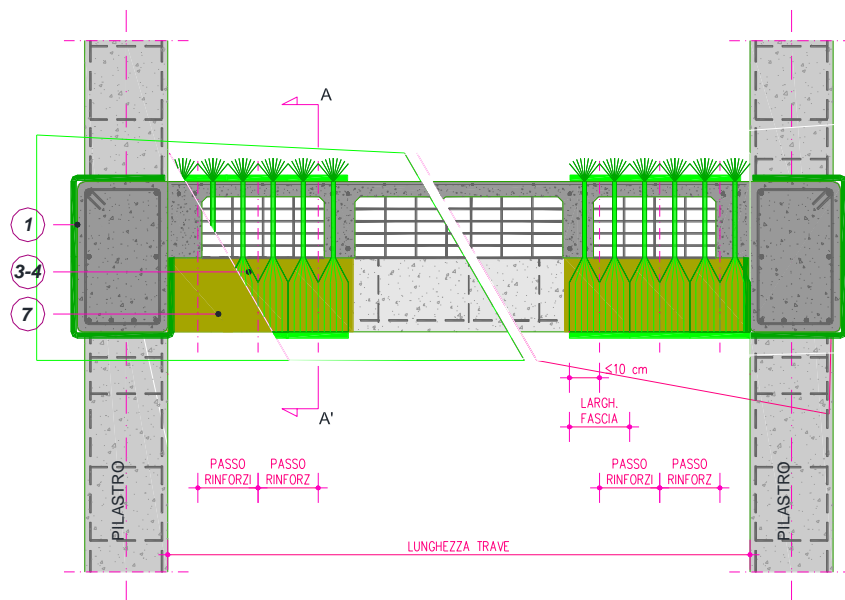 A
1
3-4
7
≤10 cm
LARGH.
FASCIA
A'
PASSO
RINFORZI
PASSO
RINFORZ
PASSO
RINFORZI
PASSO
RINFORZ
PILASTRO
PILASTRO
LUNGHEZZA TRAVE